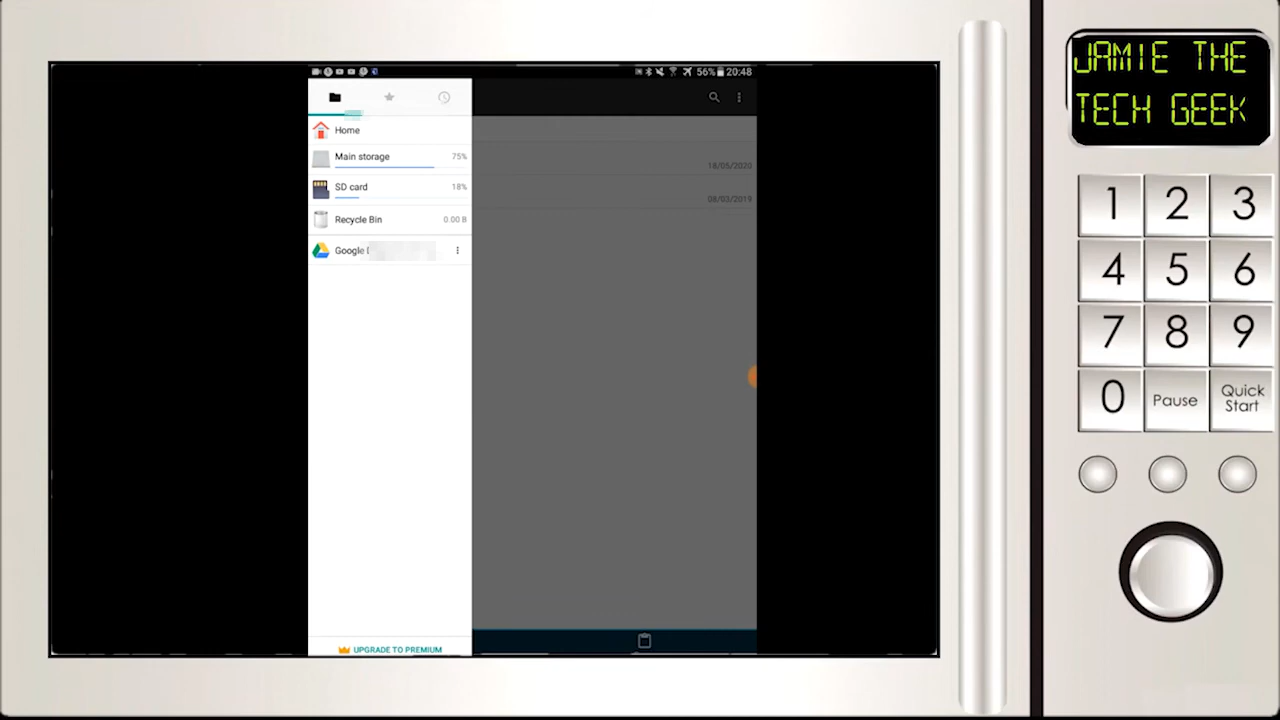 56% 20:48
Home
Main storage 75%
SD card 18%
Recycle Bin 0.00 B
Google
UPGRADE TO PREMIUM
18/05/2020
08/03/2019
JAMIE THE
TECH GEEK
1 2 3
4 5 6
7 8 9
0 Pause Quick Start